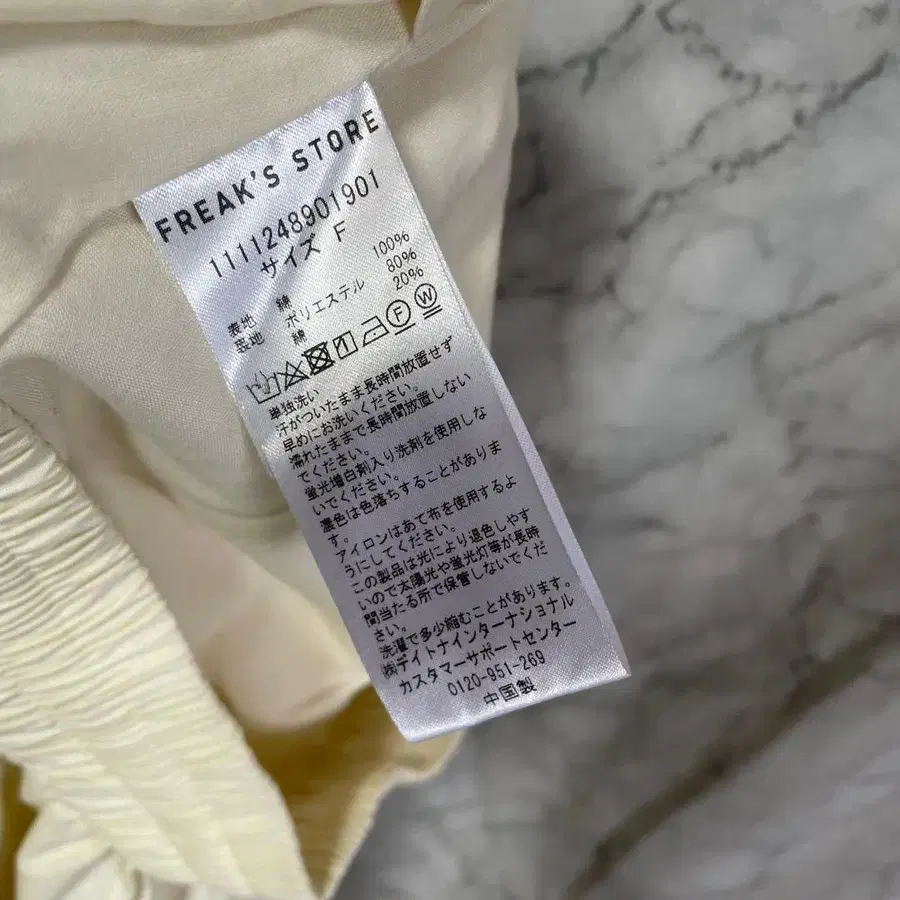 FREAK'S STORE
1111248901901
サイズ F
表地 綿 100%
表地 ポリエステル 80%
綿 20%
単独洗い
汗がついたまま長時間放置せず
早めにお洗いください。
濡れたままで長時間放置しない
でください。
蛍光増白剤入り洗剤を使用しな
いでください。
濃色は色落ちすることがありま
す。
アイロンはあて布を使用するよ
うにしてください。
この製品は光により退色しやす
いので太陽光や蛍光灯等が長時
間当たる所で保管しないでくだ
さい。
洗濯で多少縮むことがあります。
㈱デイトナインターナショナル
カスタマーサポートセンター
0120-951-269
中国製